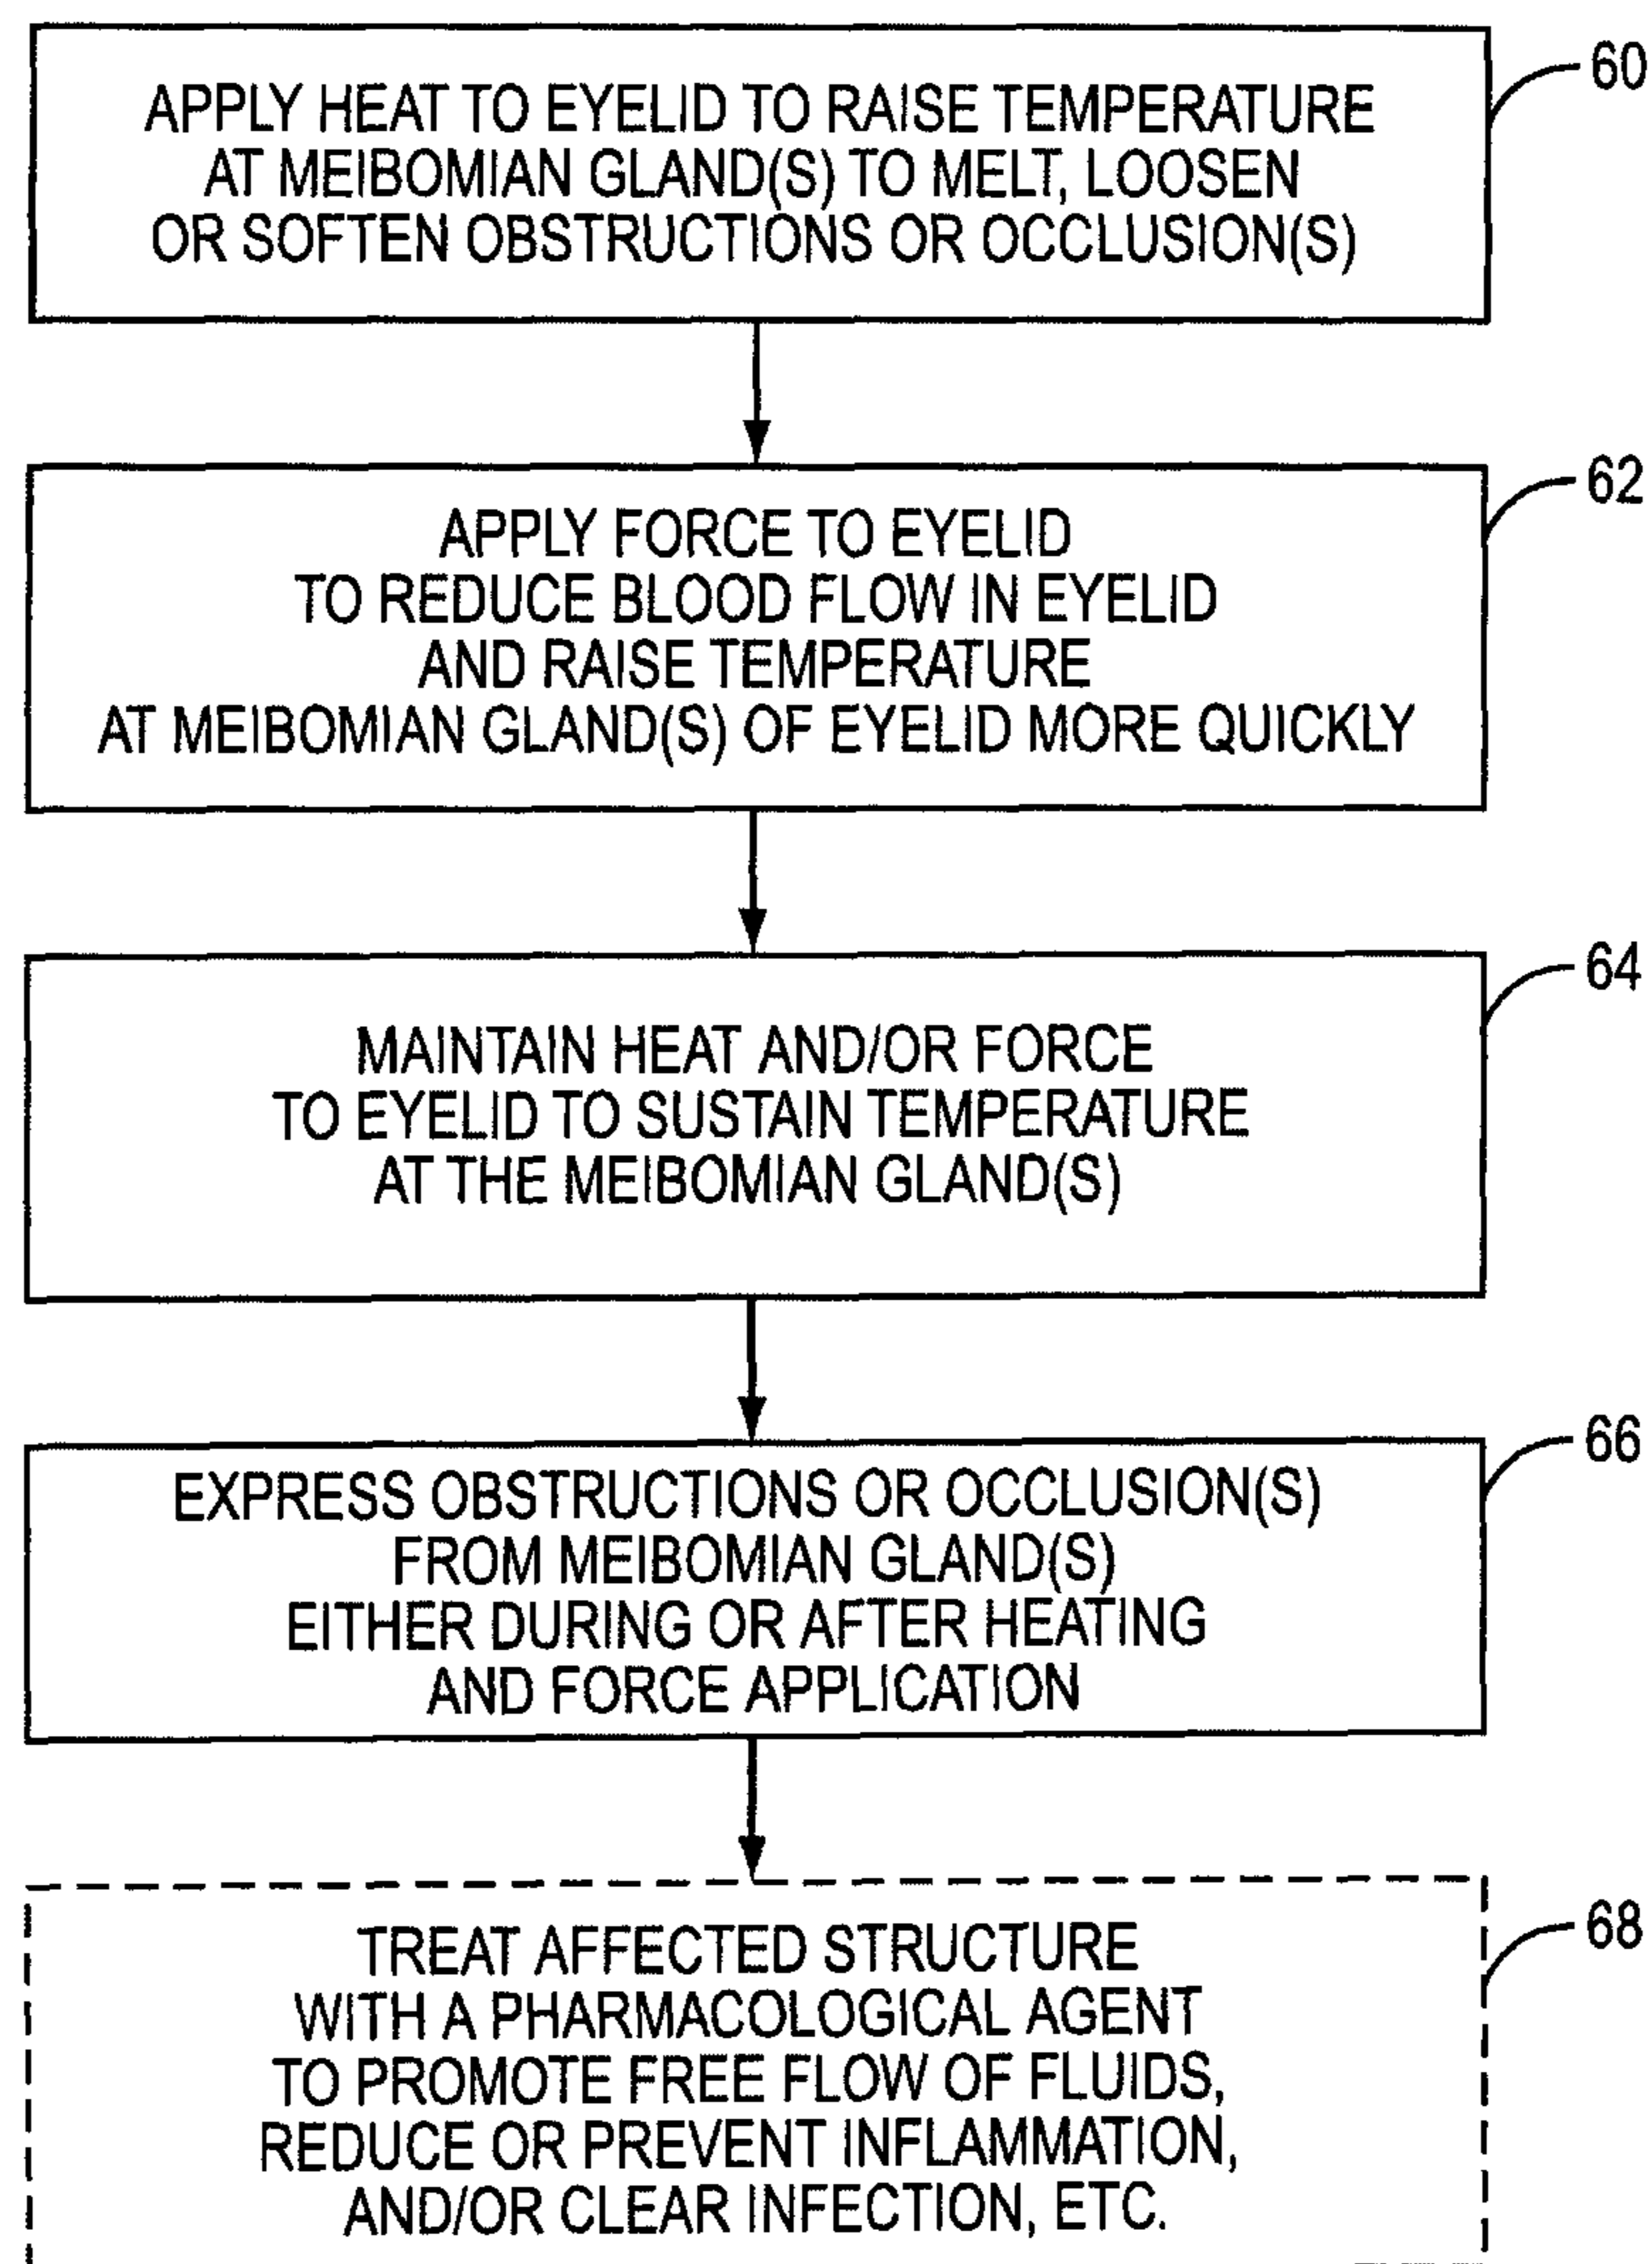 60
APPLY HEAT TO EYELID TO RAISE TEMPERATURE
AT MEIBOMIAN GLAND(S) TO MELT, LOOSEN
OR SOFTEN OBSTRUCTIONS OR OCCLUSION(S)
62
APPLY FORCE TO EYELID
TO REDUCE BLOOD FLOW IN EYELID
AND RAISE TEMPERATURE
AT MEIBOMIAN GLAND(S) OF EYELID MORE QUICKLY
64
MAINTAIN HEAT AND/OR FORCE
TO EYELID TO SUSTAIN TEMPERATURE
AT THE MEIBOMIAN GLAND(S)
66
EXPRESS OBSTRUCTIONS OR OCCLUSION(S)
FROM MEIBOMIAN GLAND(S)
EITHER DURING OR AFTER HEATING
AND FORCE APPLICATION
68
TREAT AFFECTED STRUCTURE
WITH A PHARMACOLOGICAL AGENT
TO PROMOTE FREE FLOW OF FLUIDS,
REDUCE OR PREVENT INFLAMMATION,
AND/OR CLEAR INFECTION, ETC.